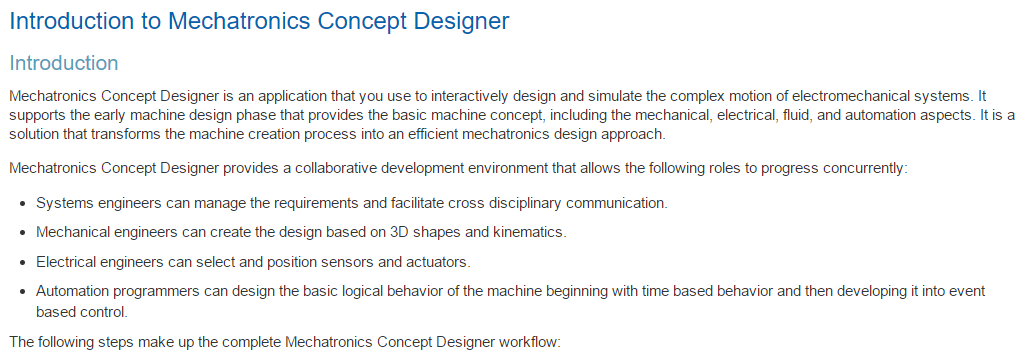 Introduction to Mechatronics Concept Designer
Introduction
Mechatronics Concept Designer is an application that you use to interactively design and simulate the complex motion of electromechanical systems. It
supports the early machine design phase that provides the basic machine concept, including the mechanical, electrical, fluid, and automation aspects. It is a
solution that transforms the machine creation process into an efficient mechatronics design approach.
Mechatronics Concept Designer provides a collaborative development environment that allows the following roles to progress concurrently:
• Systems engineers can manage the requirements and facilitate cross disciplinary communication.
• Mechanical engineers can create the design based on 3D shapes and kinematics.
• Electrical engineers can select and position sensors and actuators.
• Automation programmers can design the basic logical behavior of the machine beginning with time based behavior and then developing it into event
based control.
The following steps make up the complete Mechatronics Concept Designer workflow: